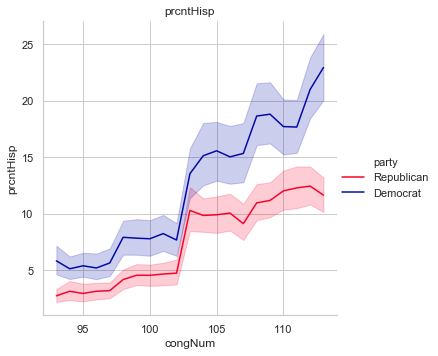 prcntHisp
25
20
15
10
5
prcntHisp
95
100
105
110
congNum
party
Republican
Democrat